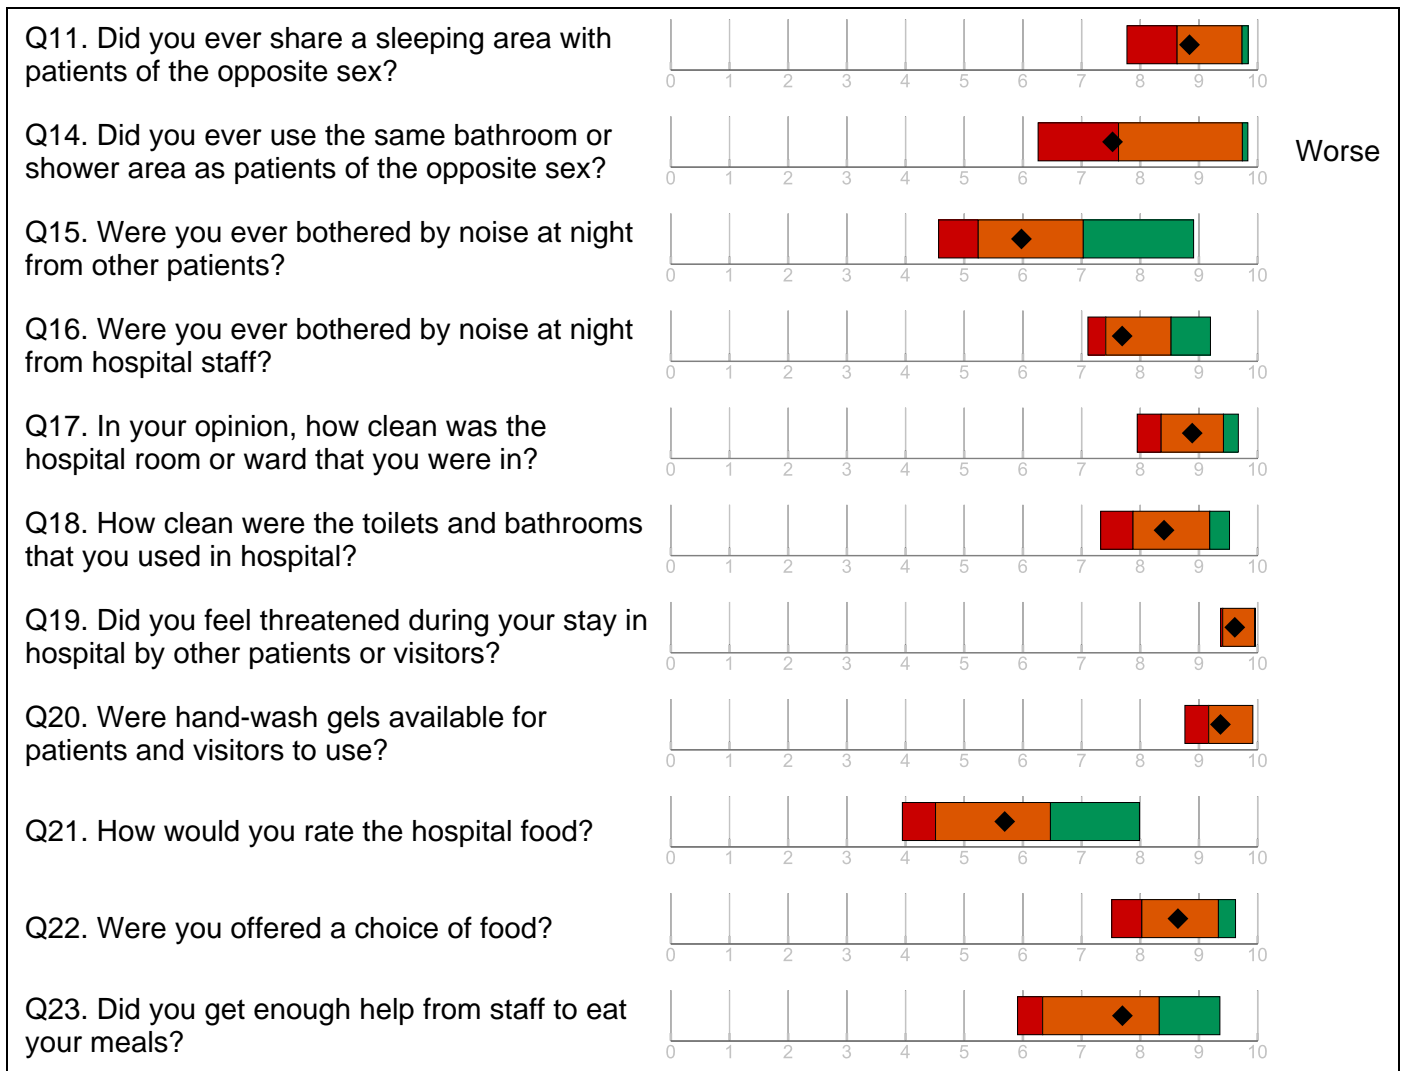 Q11. Did you ever share a sleeping area with
patients of the opposite sex?
0 1 2 3 4 5 6 7 8 9 10
Q14. Did you ever use the same bathroom or
shower area as patients of the opposite sex?
Worse
0 1 2 3 4 5 6 7 8 9 10
Q15. Were you ever bothered by noise at night
from other patients?
0 1 2 3 4 5 6 7 8 9 10
Q16. Were you ever bothered by noise at night
from hospital staff?
0 1 2 3 4 5 6 7 8 9 10
Q17. In your opinion, how clean was the
hospital room or ward that you were in?
0 1 2 3 4 5 6 7 8 9 10
Q18. How clean were the toilets and bathrooms
that you used in hospital?
0 1 2 3 4 5 6 7 8 9 10
Q19. Did you feel threatened during your stay in
hospital by other patients or visitors?
0 1 2 3 4 5 6 7 8 9 10
Q20. Were hand-wash gels available for
patients and visitors to use?
0 1 2 3 4 5 6 7 8 9 10
Q21. How would you rate the hospital food?
0 1 2 3 4 5 6 7 8 9 10
Q22. Were you offered a choice of food?
0 1 2 3 4 5 6 7 8 9 10
Q23. Did you get enough help from staff to eat
your meals?
0 1 2 3 4 5 6 7 8 9 10